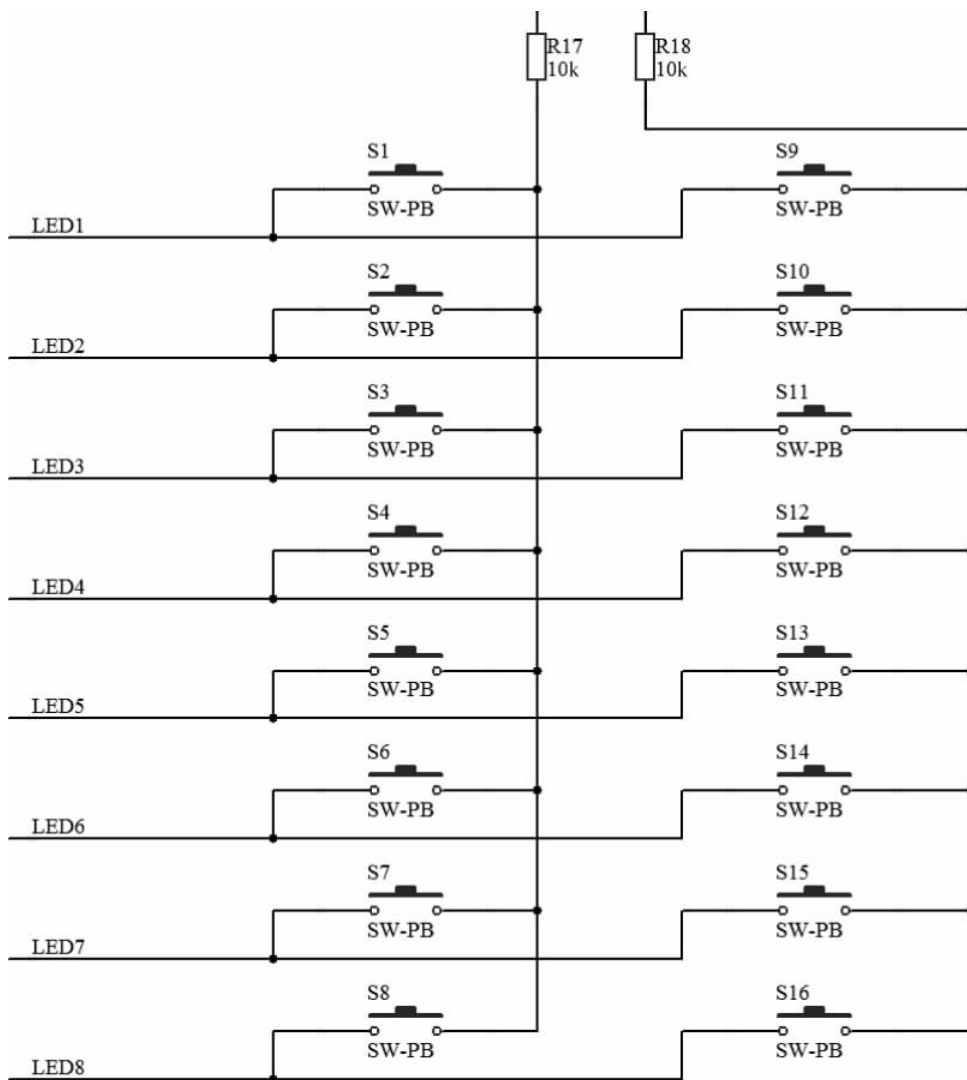 R17
10k
R18
10k
S1
SW-PB
S9
SW-PB
LED1
S2
SW-PB
S10
SW-PB
LED2
S3
SW-PB
S11
SW-PB
LED3
S4
SW-PB
S12
SW-PB
LED4
S5
SW-PB
S13
SW-PB
LED5
S6
SW-PB
S14
SW-PB
LED6
S7
SW-PB
S15
SW-PB
LED7
S8
SW-PB
S16
SW-PB
LED8